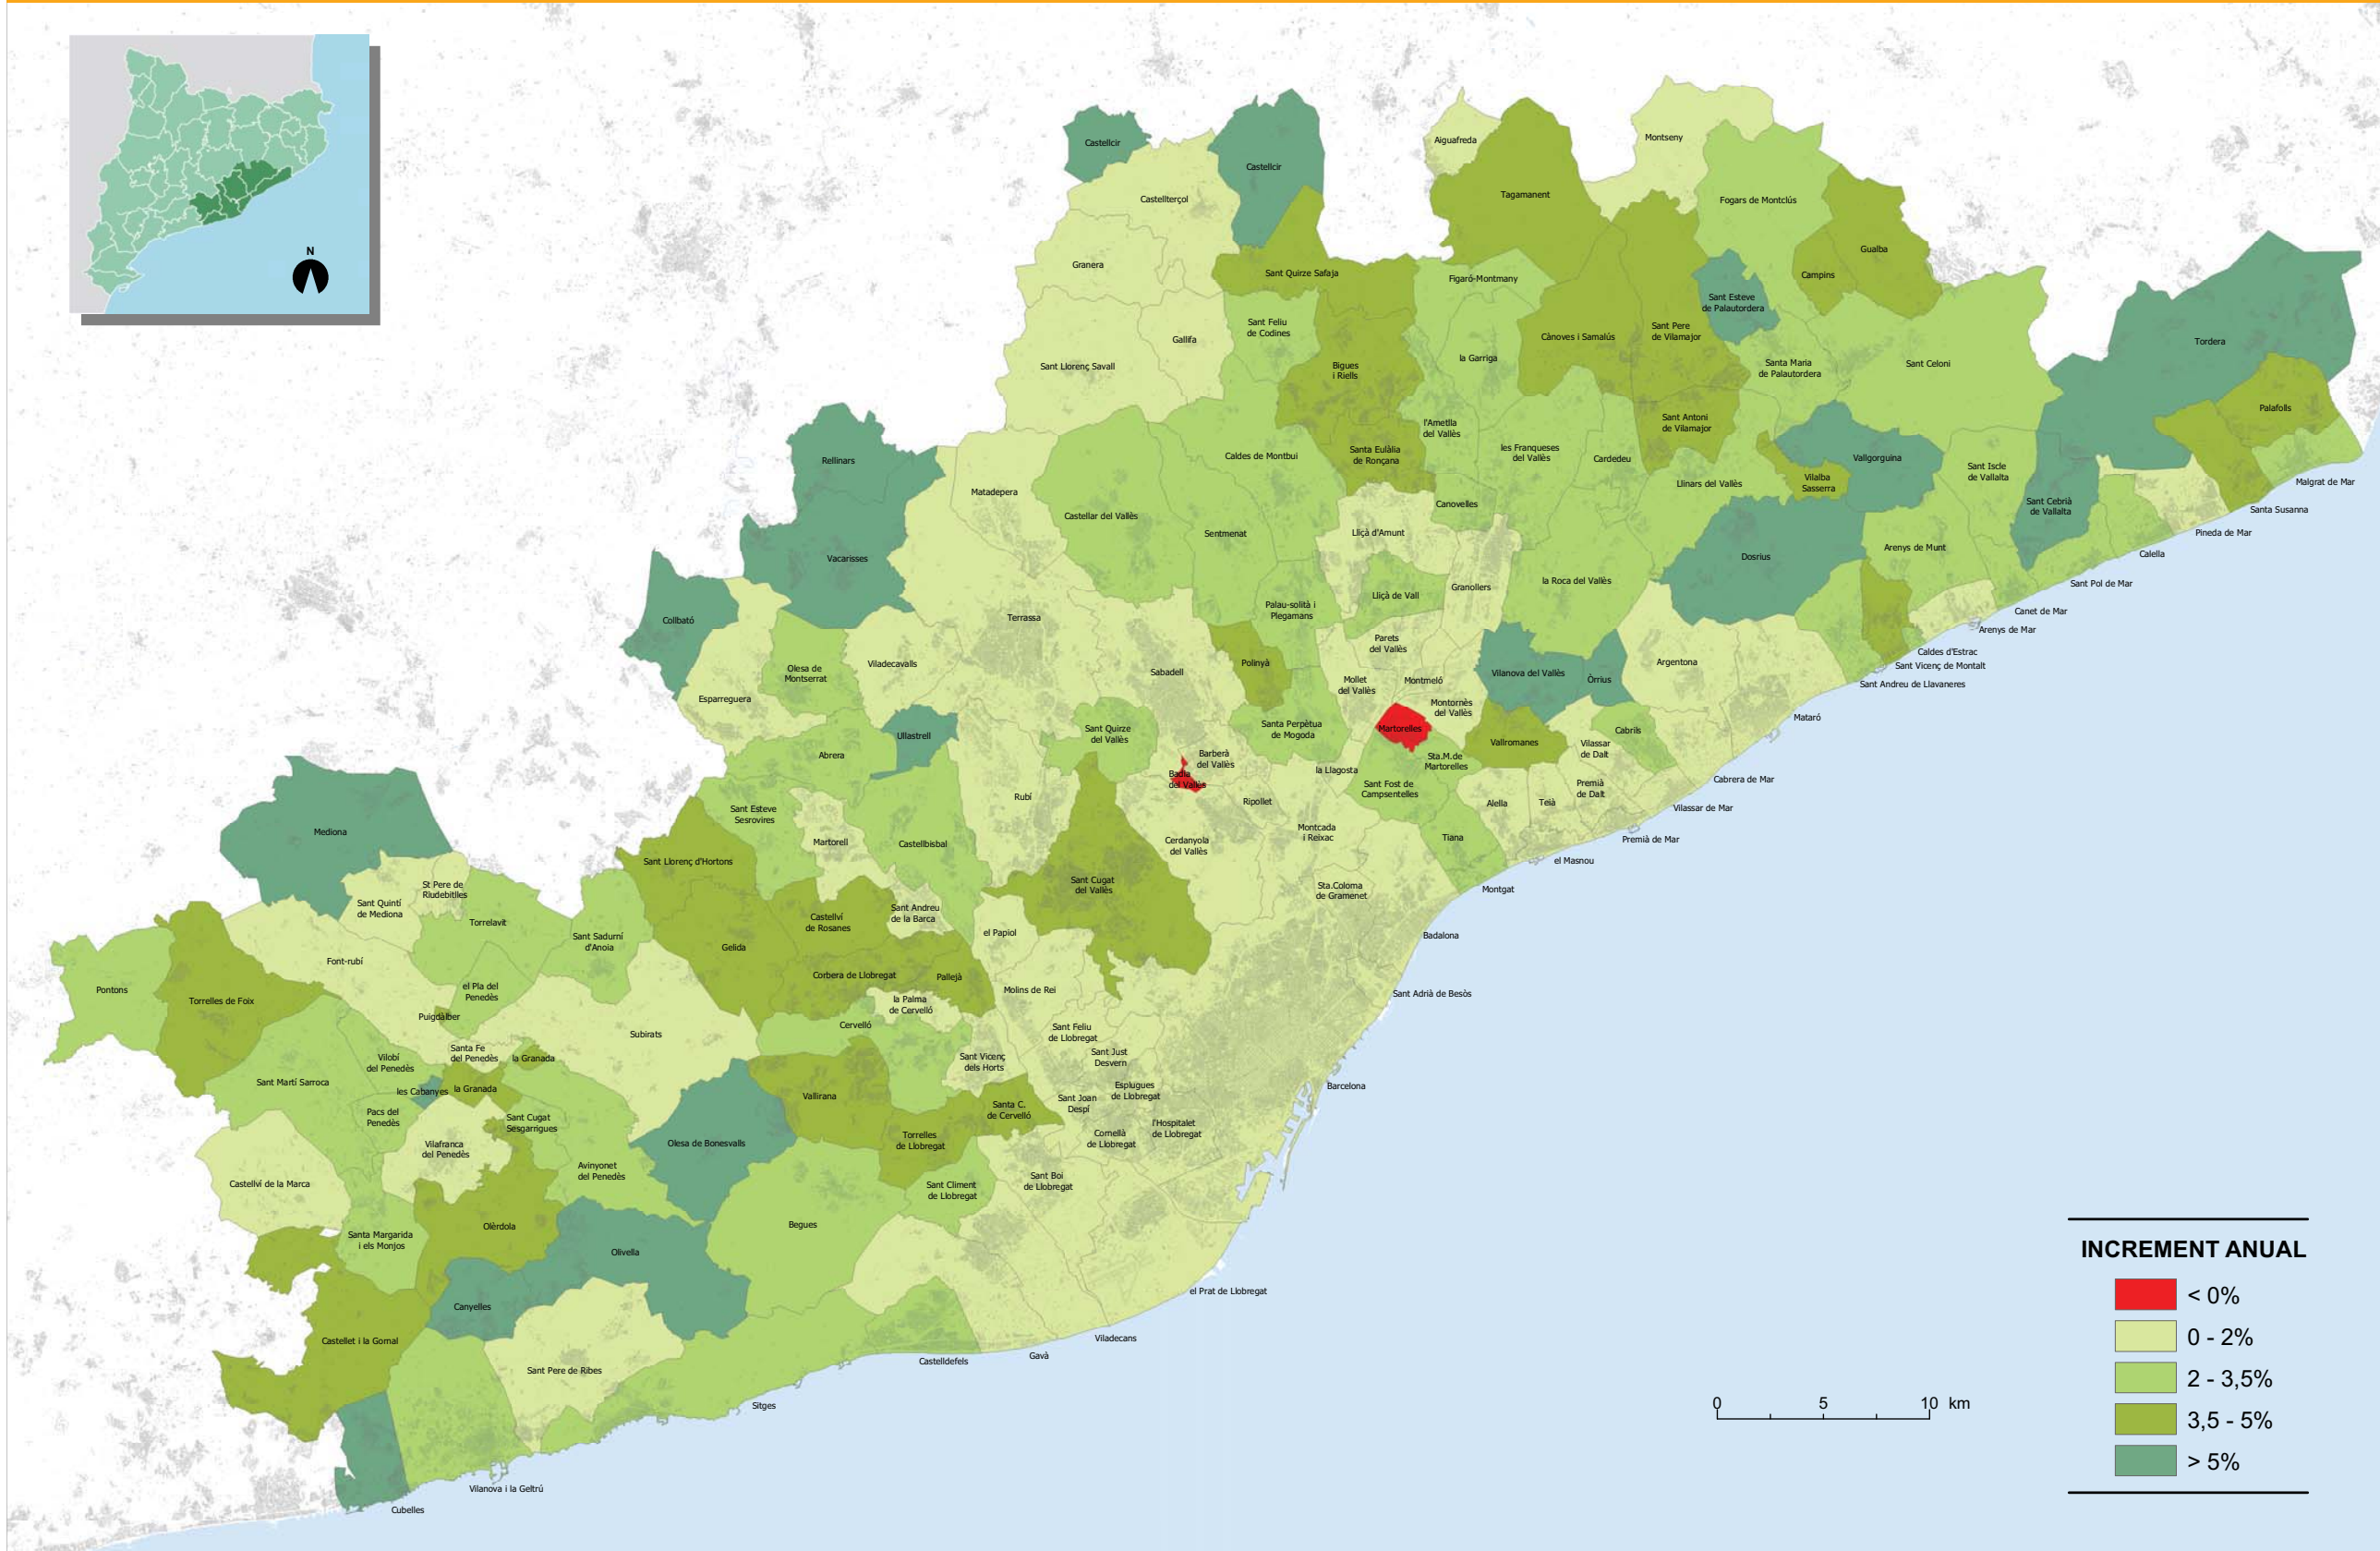 N
Castellcir
Castellcir
Castellterçol
Granera
Gallifa
Sant Llorenç Savall
Aiguafreda
Tagamanent
Montseny
Fogars de Montclús
Gualba
Campins
Sant Quirze Safaja
Figaró-Montmany
Sant Esteve
de Palautordera
Sant Feliu
de Codines
Bigues
i Riells
la Garriga
Cànoves i Samalús
Sant Pere
de Vilamajor
Santa Maria
de Palautordera
Sant Celoni
Tordera
Palafolls
l'Ametlla
del Vallès
Sant Antoni
de Vilamajor
Santa Eulàlia
de Ronçana
les Franqueses
del Vallès
Cardedeu
Caldes de Montbui
Llinars del Vallès
Vilalba
Sasserra
Vallgorguina
Sant Iscle
de Vallalta
Sant Cebrià
de Vallalta
Malgrat de Mar
Santa Susanna
Pineda de Mar
Calella
Sant Pol de Mar
Canet de Mar
Arenys de Mar
Caldes d'Estrac
Sant Vicenç de Montalt
Sant Andreu de Llavaneres
Rellinars
Matadepera
Castellar del Vallès
Sentmenat
Canovelles
Lliçà d'Amunt
Vacarisses
Dosrius
Arenys de Munt
la Roca del Vallès
Granollers
Lliçà de Vall
Palau-solità i
Plegamans
Collbató
Terrassa
Parets
del Vallès
Olesa de
Montserrat
Viladecavalls
Sabadell
Polinyà
Mollet
del Vallès
Montmeló
Vilanova del Vallès
Òrrius
Argentona
Esparreguera
Montornès
del Vallès
Ullastrell
Sant Quirze
del Vallès
Santa Perpètua
de Mogoda
Martorelles
Vallromanes
Vilassar
de Dalt
Cabrils
Mataró
Abrera
Barberà
del Vallès
Badia
del Vallès
la Llagosta
Sta.M.de
Martorelles
Sant Fost de
Campsentelles
Cabrera de Mar
Rubí
Ripollet
Alella
Teià
Premià
de Dalt
Vilassar de Mar
Sant Esteve
Sesrovires
Martorell
Castellbisbal
Cerdanyola
del Vallès
Montcada
i Reixac
Tiana
Premià de Mar
el Masnou
Mediona
Sant Llorenç d'Hortons
Sant Cugat
del Vallès
Sta.Coloma
de Gramenet
Montgat
St Pere de
Riudebitlles
Sant Quintí
de Mediona
Torrelavit
Sant Sadurní
d'Anoia
Castellví
de Rosanes
Sant Andreu
de la Barca
el Papiol
Badalona
Gelida
Font-rubí
Corbera de Llobregat
Pallejà
Molins de Rei
Sant Adrià de Besòs
Pontons
Torrelles de Foix
el Pla del
Penedès
Puigdàlber
la Palma
de Cervelló
Cervelló
Subirats
Sant Feliu
de Llobregat
Santa Fe
del Penedès
la Granada
Vilobí
del Penedès
Sant Vicenç
dels Horts
Sant Just
Desvern
Sant Martí Sarroca
les Cabanyes
la Granada
Vallirana
Esplugues
de Llobregat
Barcelona
Pacs del
Penedès
Sant Cugat
Sesgarrigues
Santa C.
de Cervelló
Sant Joan
Despí
l'Hospitalet
de Llobregat
Vilafranca
del Penedès
Olesa de Bonesvalls
Torrelles
de Llobregat
Cornellà
de Llobregat
Castellví de la Marca
Avinyonet
del Penedès
Sant Climent
de Llobregat
Sant Boi
de Llobregat
Santa Margarida
i els Monjos
Olèrdola
Begues
Olivella
el Prat de Llobregat
Canyelles
Castellet i la Gornal
Viladecans
Gavà
Castelldefels
Sant Pere de Ribes
Sitges
Vilanova i la Geltrú
Cubelles
0 5 10 km
INCREMENT ANUAL
< 0%
0 - 2%
2 - 3,5%
3,5 - 5%
> 5%